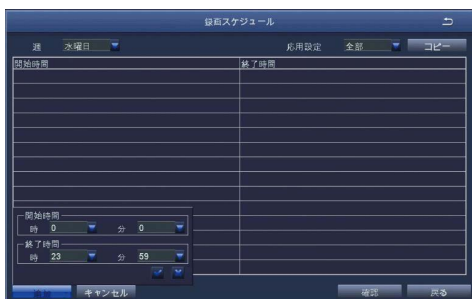 録画スケジュール
週 水曜日 応用設定 全部 コピー
開始時間 終了時間
開始時間
時 0 分 0
終了時間
時 23 分 59
追加 キャンセル 確認 戻る